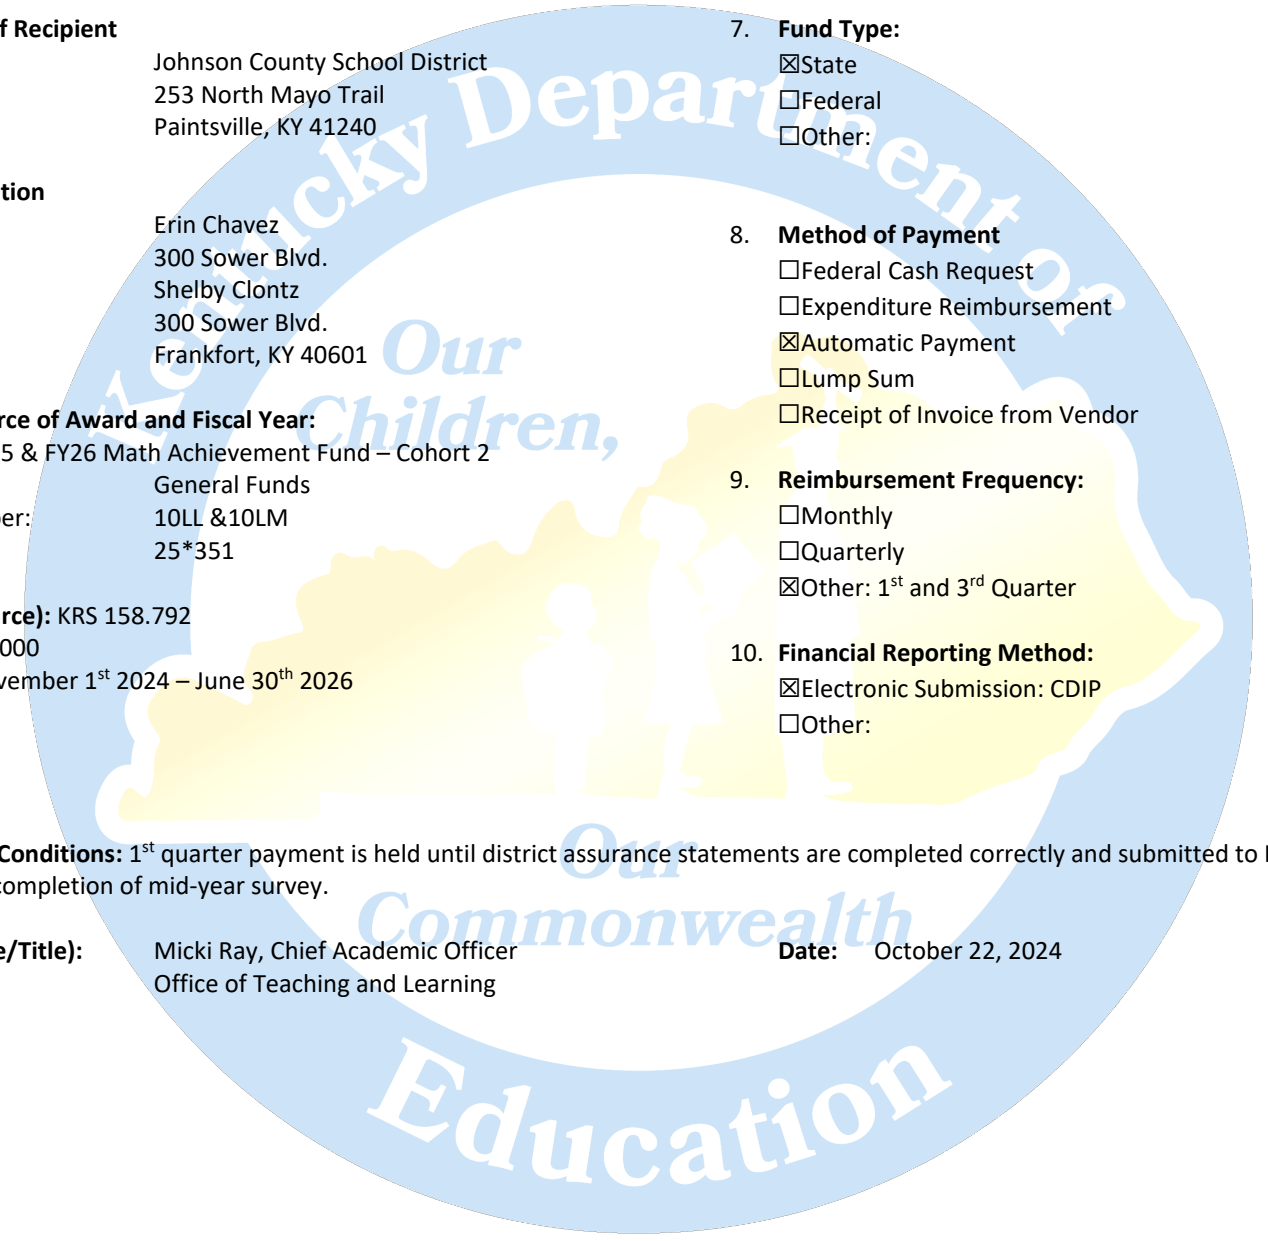 f Recipient
Johnson County School District
253 North Mayo Trail
Paintsville, KY 41240
tion
Erin Chavez
300 Sower Blvd.
Shelby Clontz
300 Sower Blvd.
Frankfort, KY 40601
rce of Award and Fiscal Year:
5 & FY26 Math Achievement Fund – Cohort 2
General Funds
er: 10LL &10LM
25*351
rce): KRS 158.792
000
vember 1st 2024 – June 30th 2026
7. Fund Type:
☒State
☐Federal
☐Other:
8. Method of Payment
☐Federal Cash Request
☐Expenditure Reimbursement
☒Automatic Payment
☐Lump Sum
☐Receipt of Invoice from Vendor
9. Reimbursement Frequency:
☐Monthly
☐Quarterly
☒Other: 1st and 3rd Quarter
10. Financial Reporting Method:
☒Electronic Submission: CDIP
☐Other:
Conditions: 1st quarter payment is held until district assurance statements are completed correctly and submitted to
completion of mid-year survey.
e/Title): Micki Ray, Chief Academic Officer
Office of Teaching and Learning
Date: October 22, 2024
Kentucky Department of
Education
Our
Children,
Our
Commonwealth